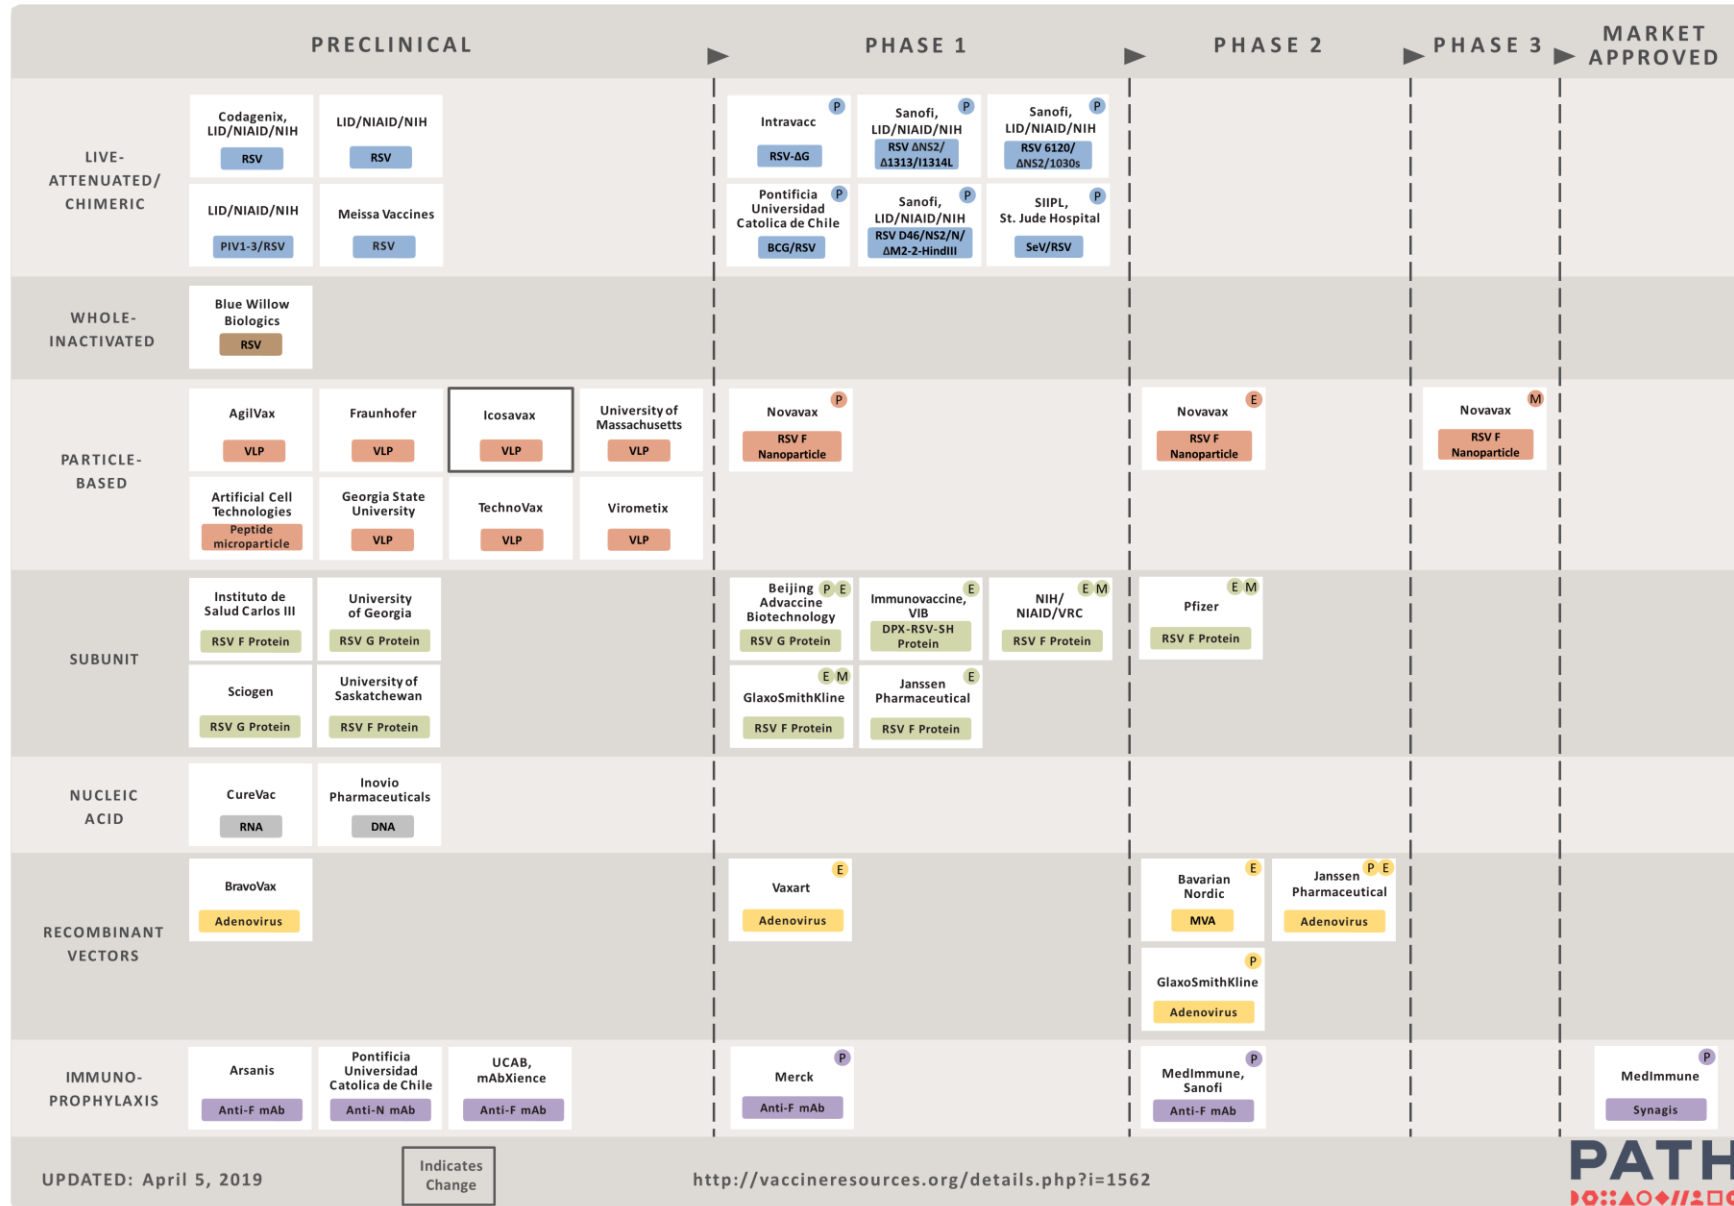 PRECLINICAL
PHASE 1
PHASE 2
PHASE 3
MARKET
APPROVED
LIVE-
ATTENUATED/
CHIMERIC
Codagenix,
LID/NIAID/NIH
RSV
LID/NIAID/NIH
RSV
P
Intravacc
RSV-ΔG
P
Sanofi,
LID/NIAID/NIH
RSV ΔNS2/
Δ1313/I1314L
P
Sanofi,
LID/NIAID/NIH
RSV 6120/
ΔNS2/1030s
LID/NIAID/NIH
PIV1-3/RSV
Meissa Vaccines
RSV
P
Pontificia
Universidad
Catolica de Chile
BCG/RSV
P
Sanofi,
LID/NIAID/NIH
RSV D46/NS2/N/
ΔM2-2-HindIII
P
SIIPL,
St. Jude Hospital
SeV/RSV
WHOLE-
INACTIVATED
Blue Willow
Biologics
RSV
PARTICLE-
BASED
AgilVax
VLP
Fraunhofer
VLP
Icosavax
VLP
University of
Massachusetts
VLP
P
Novavax
RSV F
Nanoparticle
E
Novavax
RSV F
Nanoparticle
M
Novavax
RSV F
Nanoparticle
Artificial Cell
Technologies
Peptide
microparticle
Georgia State
University
VLP
TechnoVax
VLP
Virometix
VLP
SUBUNIT
Instituto de
Salud Carlos III
RSV F Protein
University
of Georgia
RSV G Protein
P E
Beijing
Advaccine
Biotechnology
RSV G Protein
E
Immunovaccine,
VIB
DPX-RSV-SH
Protein
E M
NIH/
NIAID/VRC
RSV F Protein
E M
Pfizer
RSV F Protein
Sciogen
RSV G Protein
University of
Saskatchewan
RSV F Protein
E M
GlaxoSmithKline
RSV F Protein
E
Janssen
Pharmaceutical
RSV F Protein
NUCLEIC
ACID
CureVac
RNA
Inovio
Pharmaceuticals
DNA
RECOMBINANT
VECTORS
BravoVax
Adenovirus
E
Vaxart
Adenovirus
E
Bavarian
Nordic
MVA
P E
Janssen
Pharmaceutical
Adenovirus
P
GlaxoSmithKline
Adenovirus
IMMUNO-
PROPHYLAXIS
Arsanis
Anti-F mAb
Pontificia
Universidad
Catolica de Chile
Anti-N mAb
UCAB,
mAbXience
Anti-F mAb
P
Merck
Anti-F mAb
P
MedImmune,
Sanofi
Anti-F mAb
P
MedImmune
Synagis
UPDATED: April 5, 2019
Indicates
Change
http://vaccineresources.org/details.php?i=1562
PATH